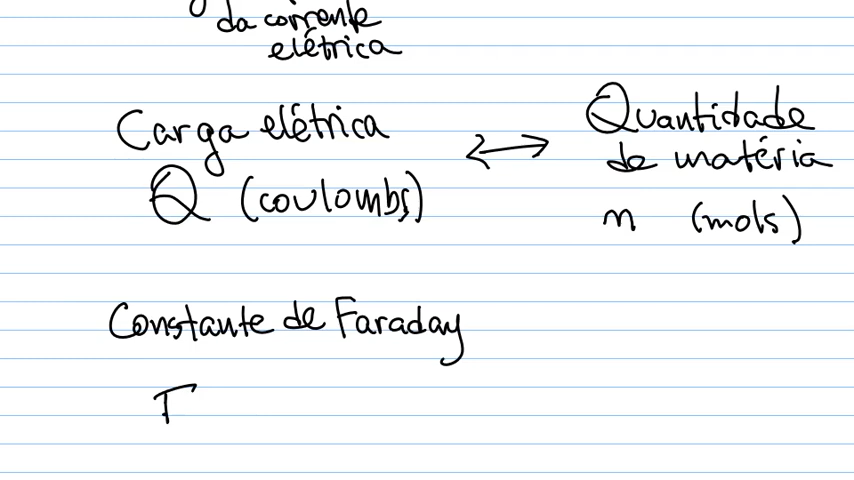 da corrente
elétrica
Carga elétrica
Q (coulombs)
Quantidade
de matéria
n (mols)
Constante de Faraday